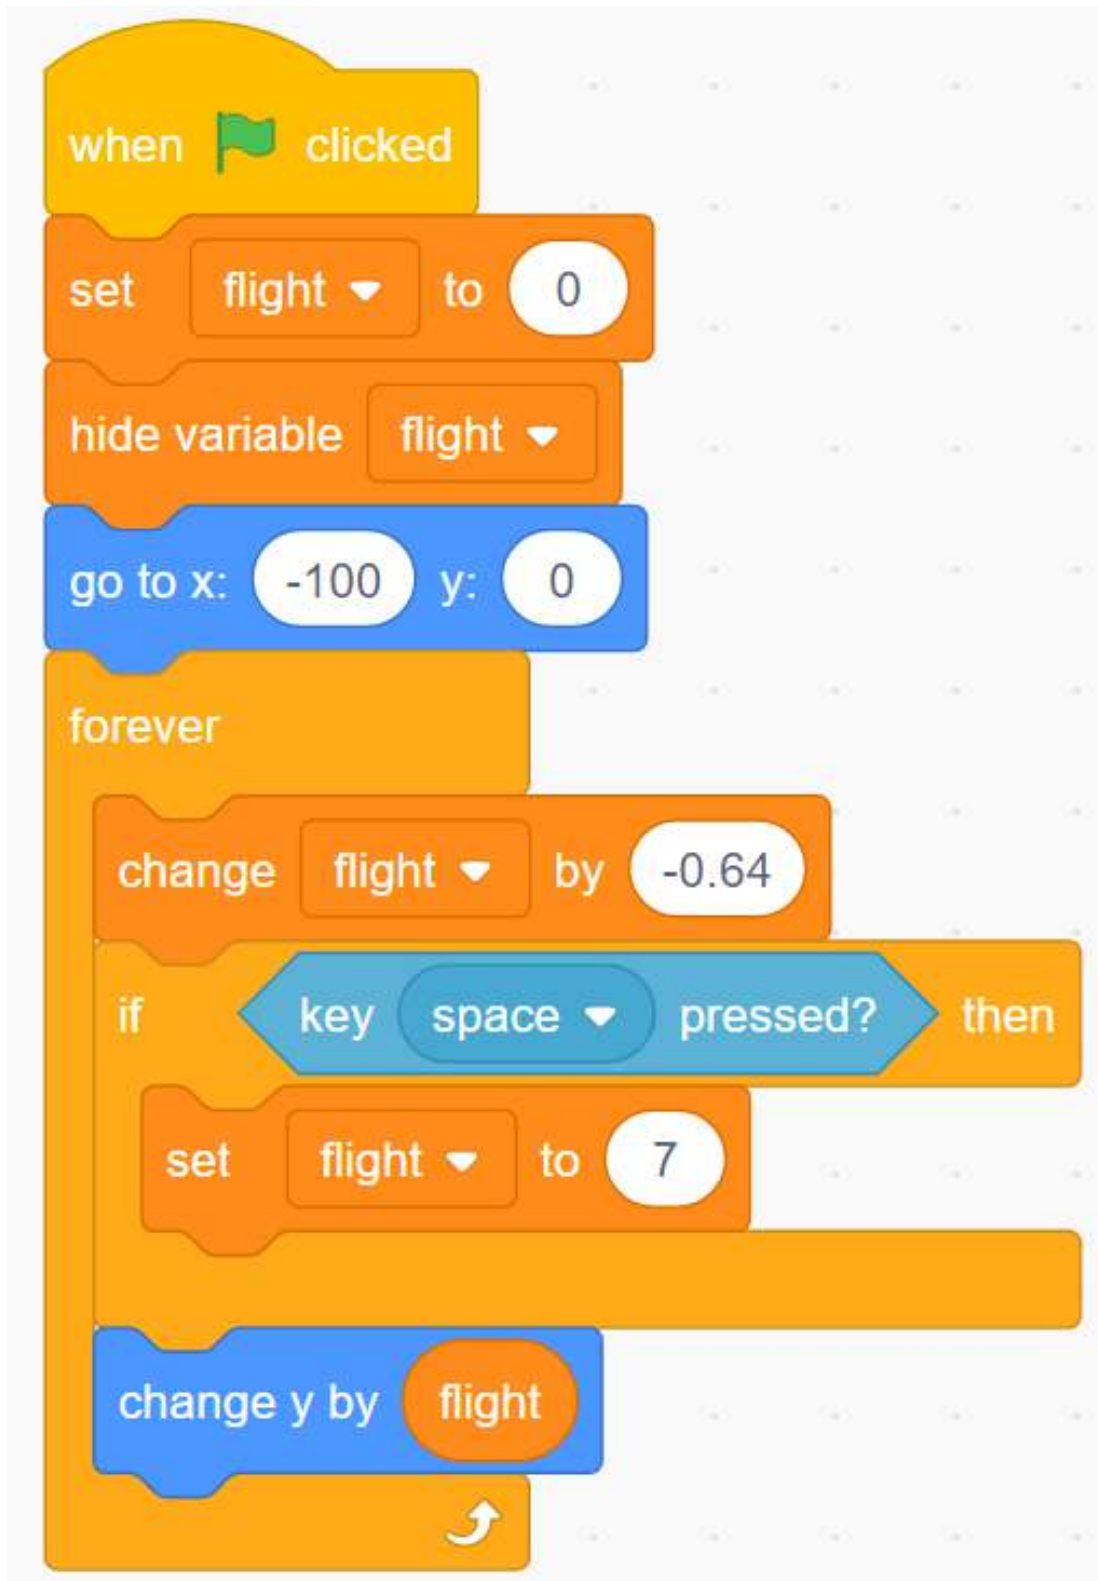 when clicked
set flight to 0
hide variable flight
go to x: -100 y: 0
forever
change flight by -0.64
if key space pressed? then
set flight to 7
change y by flight